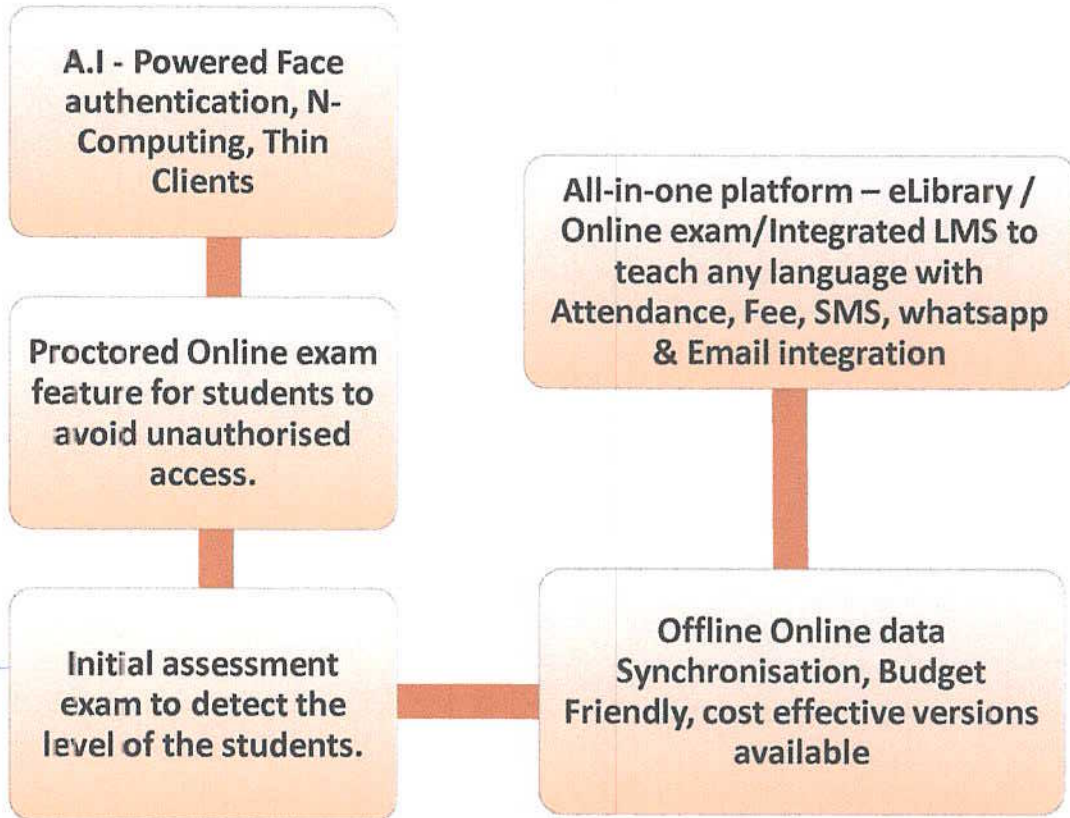 A.I - Powered Face
authentication, N-
Computing, Thin
Clients
Proctored Online exam
feature for students to
avoid unauthorised
access.
Initial assessment
exam to detect the
level of the students.
Offline Online data
Synchronisation, Budget
Friendly, cost effective versions
available
All-in-one platform – eLibrary /
Online exam/Integrated LMS to
teach any language with
Attendance, Fee, SMS, whatsapp
& Email integration